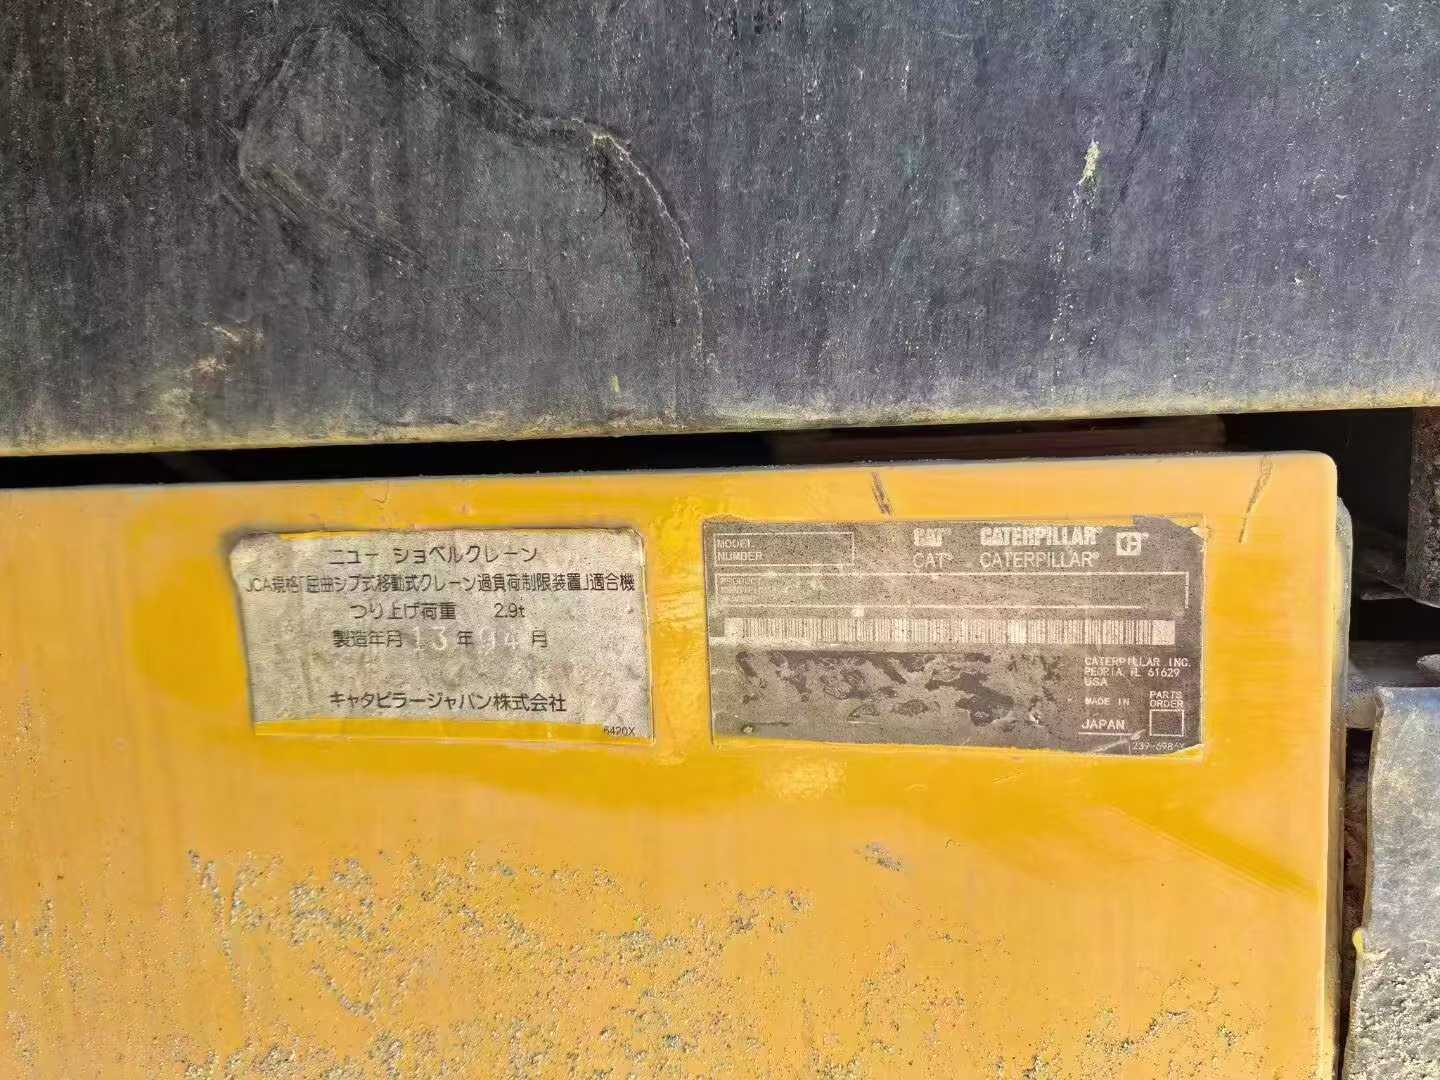 ニュー ショベルクレーン
JCA規格「屈曲ジブ式移動式クレーン過負荷制限装置」適合機
つり上げ荷重 2.9t
製造年月 13 年 04 月
キャタピラージャパン株式会社
6420X
MODEL
NUMBER
CAT CATERPILLAR
CAT® CATERPILLAR®
CATERPILLAR INC.
PEORIA, IL 61629
USA
MADE IN
JAPAN
PARTS
ORDER